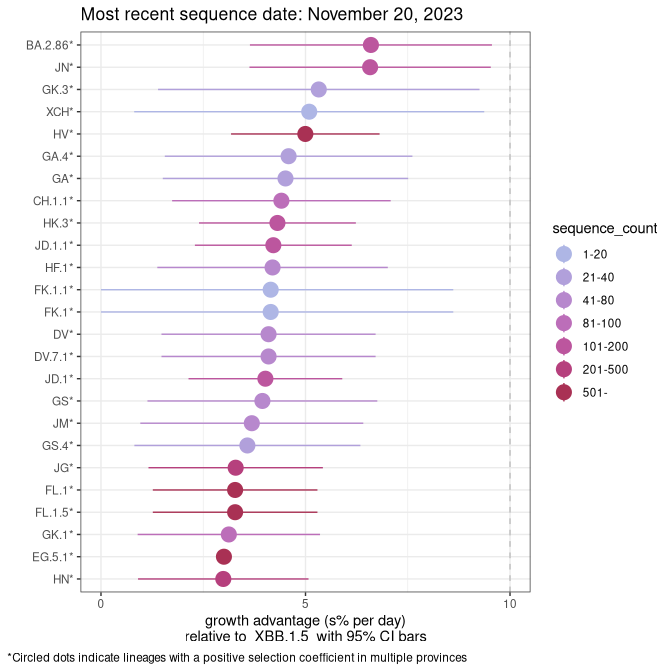 Most recent sequence date: November 20, 2023
BA.2.86*
JN*
GK.3*
XCH*
HV*
GA.4*
GA*
CH.1.1*
HK.3*
JD.1.1*
HF.1*
FK.1.1*
FK.1*
DV*
DV.7.1*
JD.1*
GS*
JM*
GS.4*
JG*
FL.1*
FL.1.5*
GK.1*
EG.5.1*
HN*
0 5 10
growth advantage (s% per day)
relative to XBB.1.5 with 95% CI bars
sequence_count
1-20
21-40
41-80
81-100
101-200
201-500
501-
*Circled dots indicate lineages with a positive selection coefficient in multiple provinces